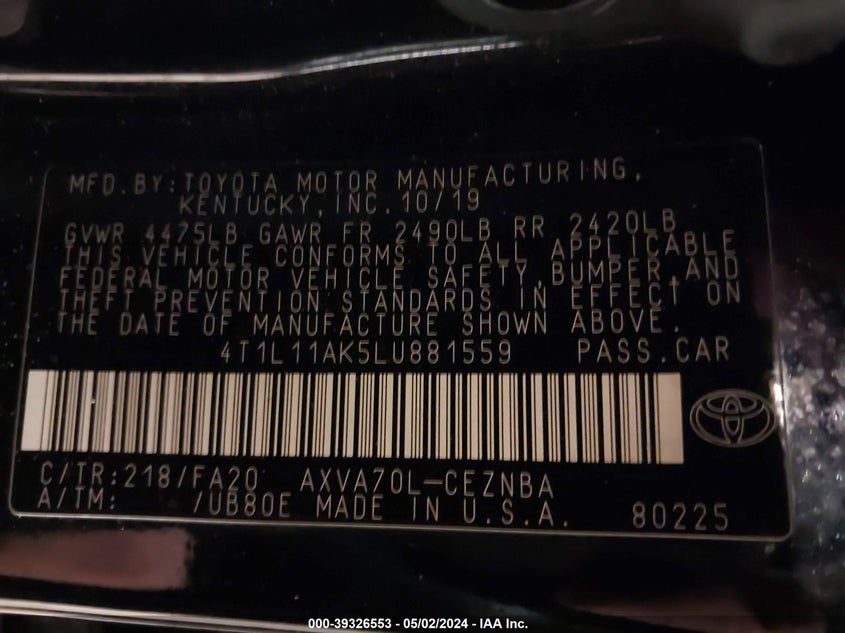 MFD. BY: TOYOTA MOTOR MANUFACTURING,
KENTUCKY, INC. 10/19
GVWR 4475LB GAWR FR 2490LB RR 2420LB
THIS VEHICLE CONFORMS TO ALL APPLICABLE
FEDERAL MOTOR VEHICLE SAFETY, BUMPER, AND
THEFT PREVENTION STANDARDS IN EFFECT ON
THE DATE OF MANUFACTURE SHOWN ABOVE.
4T1L11AK5LU881559 PASS. CAR
C/TR: 218/FA20 AXVA70L-CEZNBA
A/TM: /UB80E MADE IN U.S.A. 80225
000-39326553 - 05/02/2024 - IAA Inc.